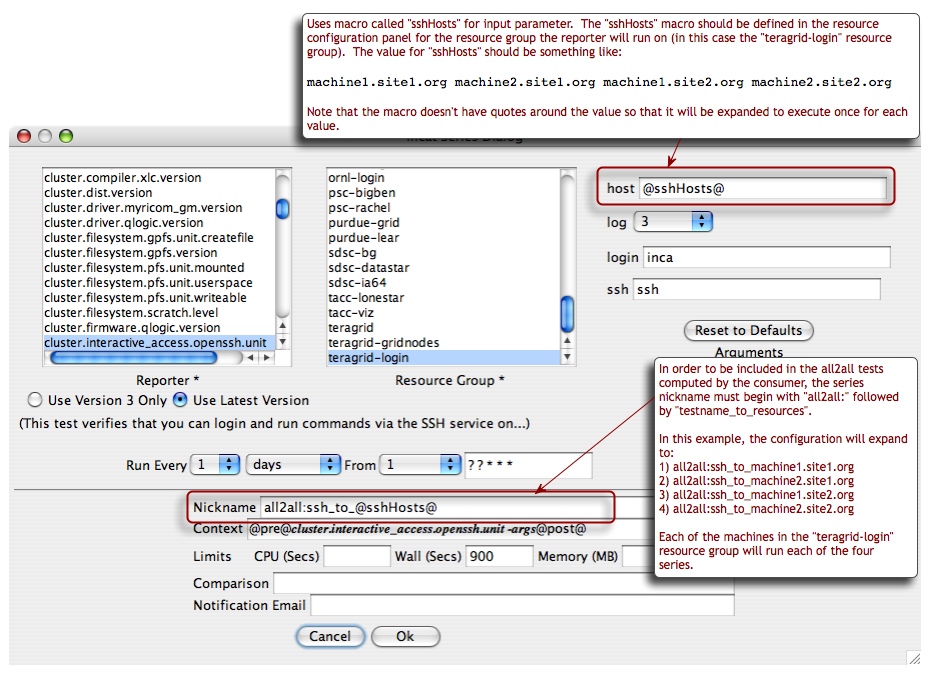 Uses macro called "sshHosts" for input parameter.  The "sshHosts" macro should be defined in the resource
configuration panel for the resource group the reporter will run on (in this case the "teragrid-login" resource
group).  The value for "sshHosts" should be something like:
machine1.site1.org machine2.site1.org machine1.site2.org machine2.site2.org
Note that the macro doesn't have quotes around the value so that it will be expanded to execute once for each
value.
cluster.compiler.xlc.version
cluster.dist.version
cluster.driver.myricom_gm.version
cluster.driver.qlogic.version
cluster.filesystem.gpfs.unit.createfile
cluster.filesystem.gpfs.version
cluster.filesystem.pfs.unit.mounted
cluster.filesystem.pfs.unit.userspace
cluster.filesystem.pfs.unit.writeable
cluster.filesystem.scratch.level
cluster.firmware.qlogic.version
cluster.interactive_access.openssh.unit
Reporter *
ornl-login
psc-bigben
psc-rachel
purdue-grid
purdue-lear
sdsc-bg
sdsc-datastar
sdsc-ia64
tacc-lonestar
tacc-viz
teragrid
teragrid-gridnodes
teragrid-login
Resource Group *
host @sshHosts@
log 3
login inca
ssh ssh
Reset to Defaults
Arguments
Use Version 3 Only Use Latest Version
(This test verifies that you can login and run commands via the SSH service on...)
Run Every 1 days From 1 ? ? * * *
In order to be included in the all2all tests
computed by the consumer, the series
nickname must begin with "all2all:" followed
by "testname_to_resources".
In this example, the configuration will expand
to:
1) all2all:ssh_to_machine1.site1.org
2) all2all:ssh_to_machine2.site1.org
3) all2all:ssh_to_machine1.site2.org
4) all2all:ssh_to_machine2.site2.org
Each of the machines in the "teragrid-login"
resource group will run each of the four
series.
Nickname all2all:ssh_to_@sshHosts@
Context @pre@cluster.interactive_access.openssh.unit -args@post@
Limits CPU (Secs) Wall (Secs) 900 Memory (MB)
Comparison
Notification Email
Cancel Ok